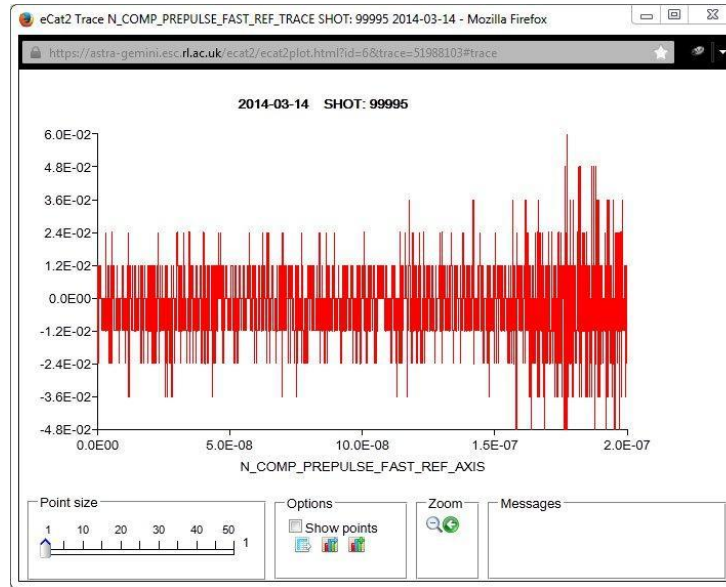 eCat2 Trace N_COMP_PREPULSE_FAST_REF_TRACE SHOT: 99995 2014-03-14 - Mozilla Firefox
https://astra-gemini.esc.rl.ac.uk/ecat2/ecat2plot.html?id=6&trace=51988103#trace
2014-03-14 SHOT: 99995
6.0E-02
4.8E-02
3.6E-02
2.4E-02
1.2E-02
0.0E00
-1.2E-02
-2.4E-02
-3.6E-02
-4.8E-02
0.0E00 5.0E-08 1.0E-07 1.5E-07 2.0E-07
N_COMP_PREPULSE_FAST_REF_AXIS
Point size
1 10 20 30 40 50
1
Options
Show points
Zoom
Messages